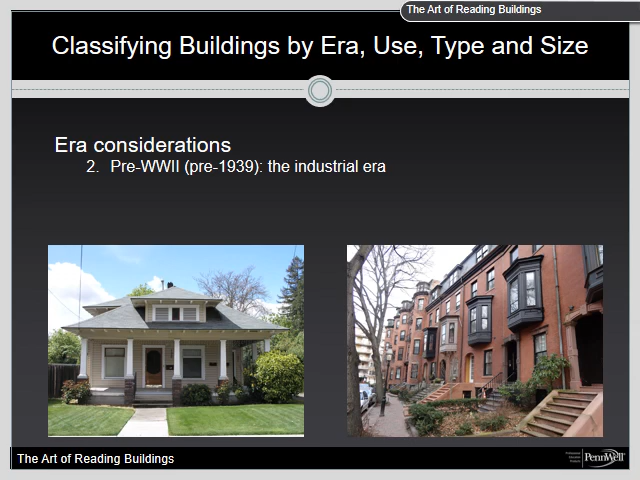 The Art of Reading Buildings
Classifying Buildings by Era, Use, Type and Size
Era considerations
2. Pre-WWII (pre-1939): the industrial era
The Art of Reading Buildings
PennWell